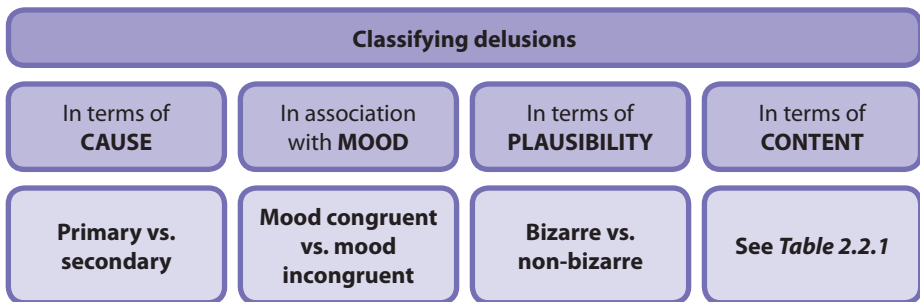 Classifying delusions
In terms of
CAUSE
In association
with MOOD
In terms of
PLAUSIBILITY
In terms of
CONTENT
Primary vs.
secondary
Mood congruent
vs. mood
incongruent
Bizarre vs.
non-bizarre
See Table 2.2.1